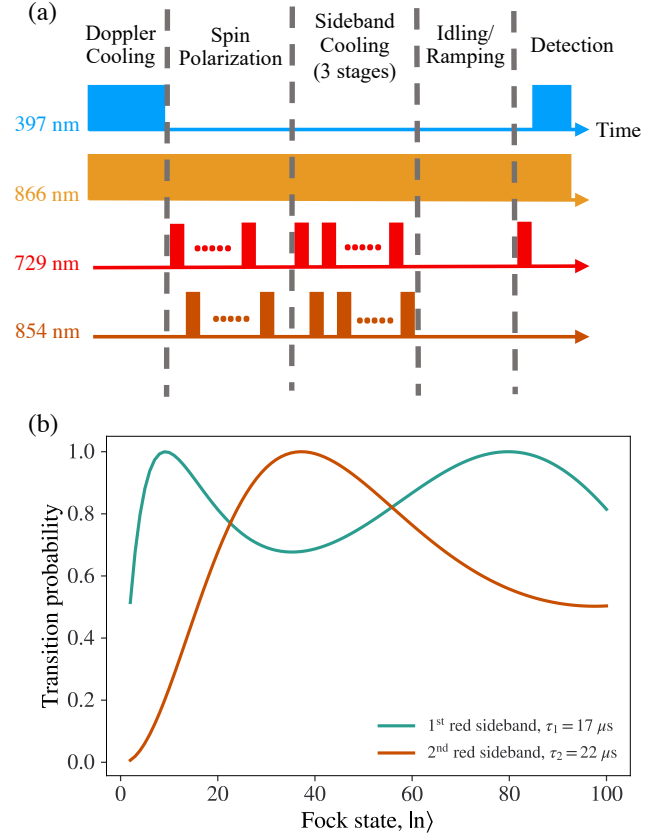 (a)
Doppler
Cooling
Spin
Polarization
Sideband
Cooling
(3 stages)
Idling/
Ramping
Detection
397 nm
Time
866 nm
729 nm
854 nm
(b)
Transition probability
1.0
0.8
0.6
0.4
0.2
0.0
1st red sideband, τ1 = 17 μs
2nd red sideband, τ2 = 22 μs
0 20 40 60 80 100
Fock state, |n⟩